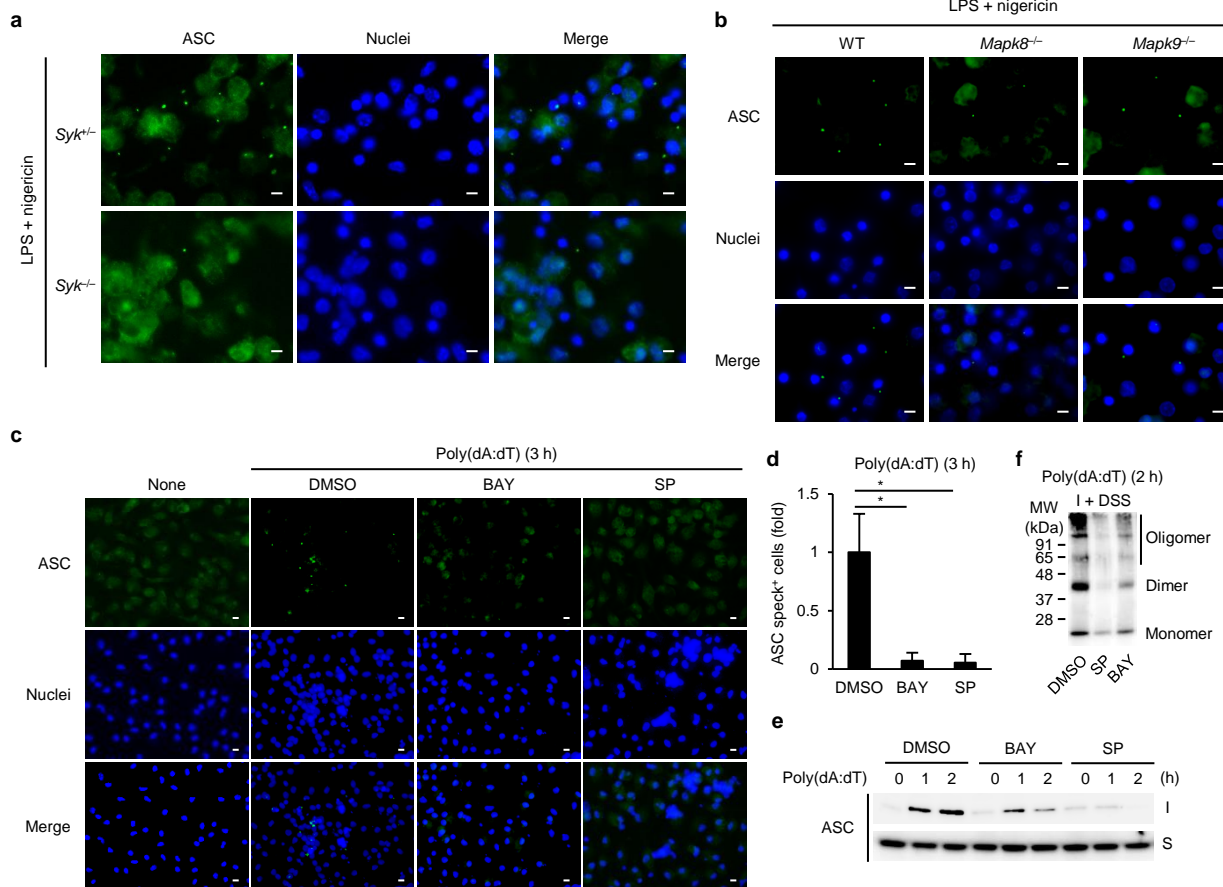 a
ASC Nuclei Merge
LPS + nigericin
Syk+/–
Syk–/–
b
LPS + nigericin
WT Mapk8–/– Mapk9–/–
ASC
Nuclei
Merge
c
Poly(dA:dT) (3 h)
None DMSO BAY SP
ASC
Nuclei
Merge
d
Poly(dA:dT) (3 h)
ASC speck+ cells (fold)
1.5
1
0.5
0
*
*
DMSO BAY SP
f
Poly(dA:dT) (2 h)
I + DSS
MW
(kDa)
91
65
48
37
28
Oligomer
Dimer
Monomer
DMSO SP BAY
e
DMSO BAY SP
Poly(dA:dT) 0 1 2 0 1 2 0 1 2 (h)
ASC
I
S